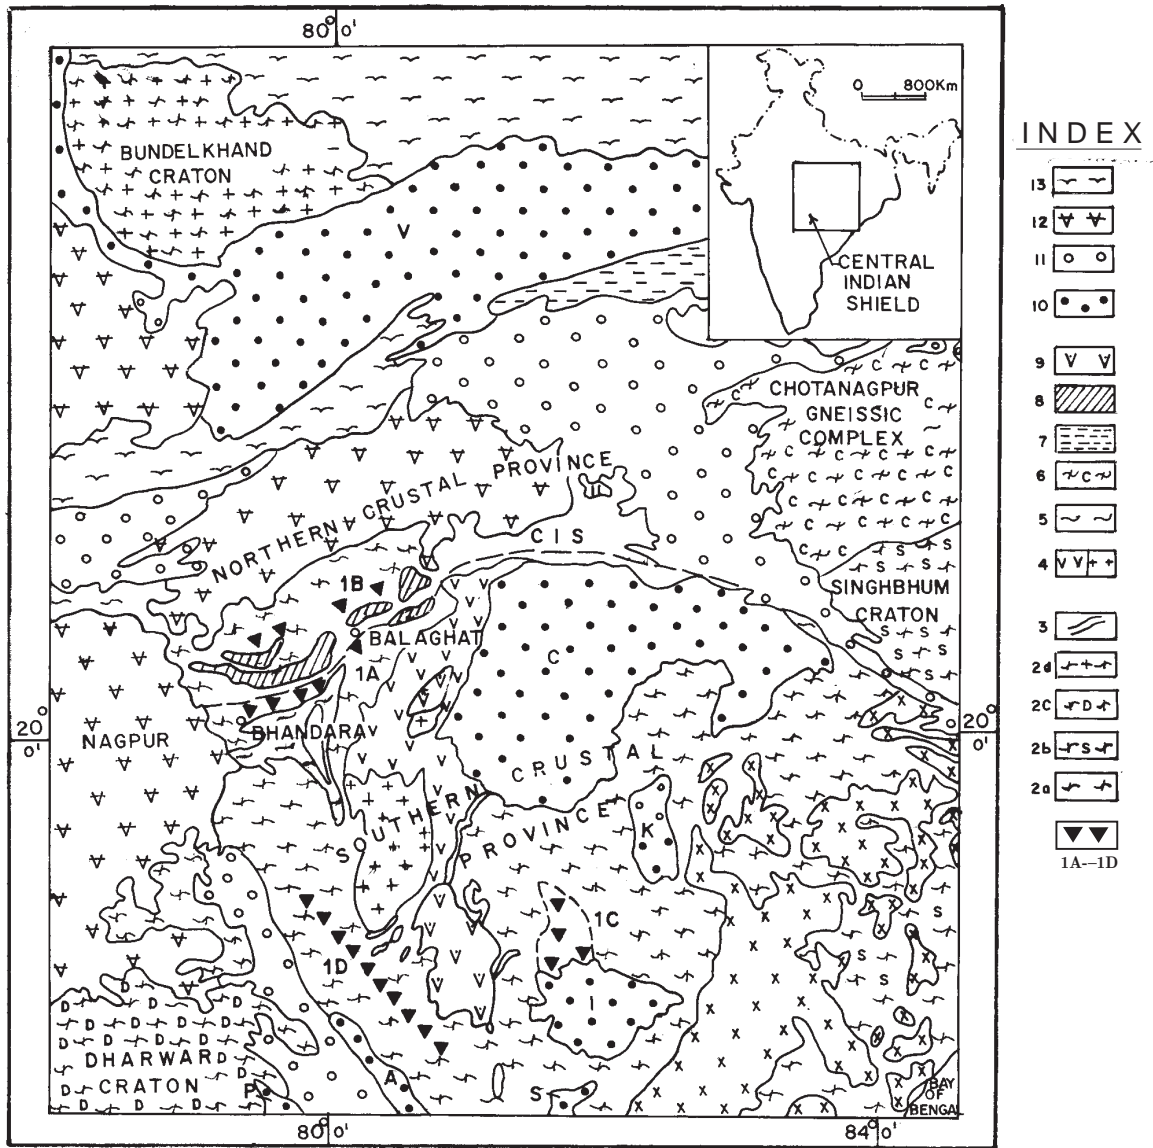 80° 0'
0 800Km
CENTRAL
INDIAN
SHIELD
BUNDELKHAND
CRATON
V
CHOTANAGPUR
GNEISSIC
COMPLEX
NORTHERN CRUSTAL PROVINCE
CIS
SINGHBHUM
CRATON
1B
BALAGHAT
C
1A
20°
0'
20°
0'
NAGPUR
BHANDARA
SOUTHERN CRUSTAL
PROVINCE
K
1C
1D
I
DHARWAR
CRATON
P
A
S
BAY
OF
BENGAL
80° 0'
84° 0'
INDEX
13
12
11
10
9
8
7
6
5
4
3
2d
2c
2b
2a
1A--1D